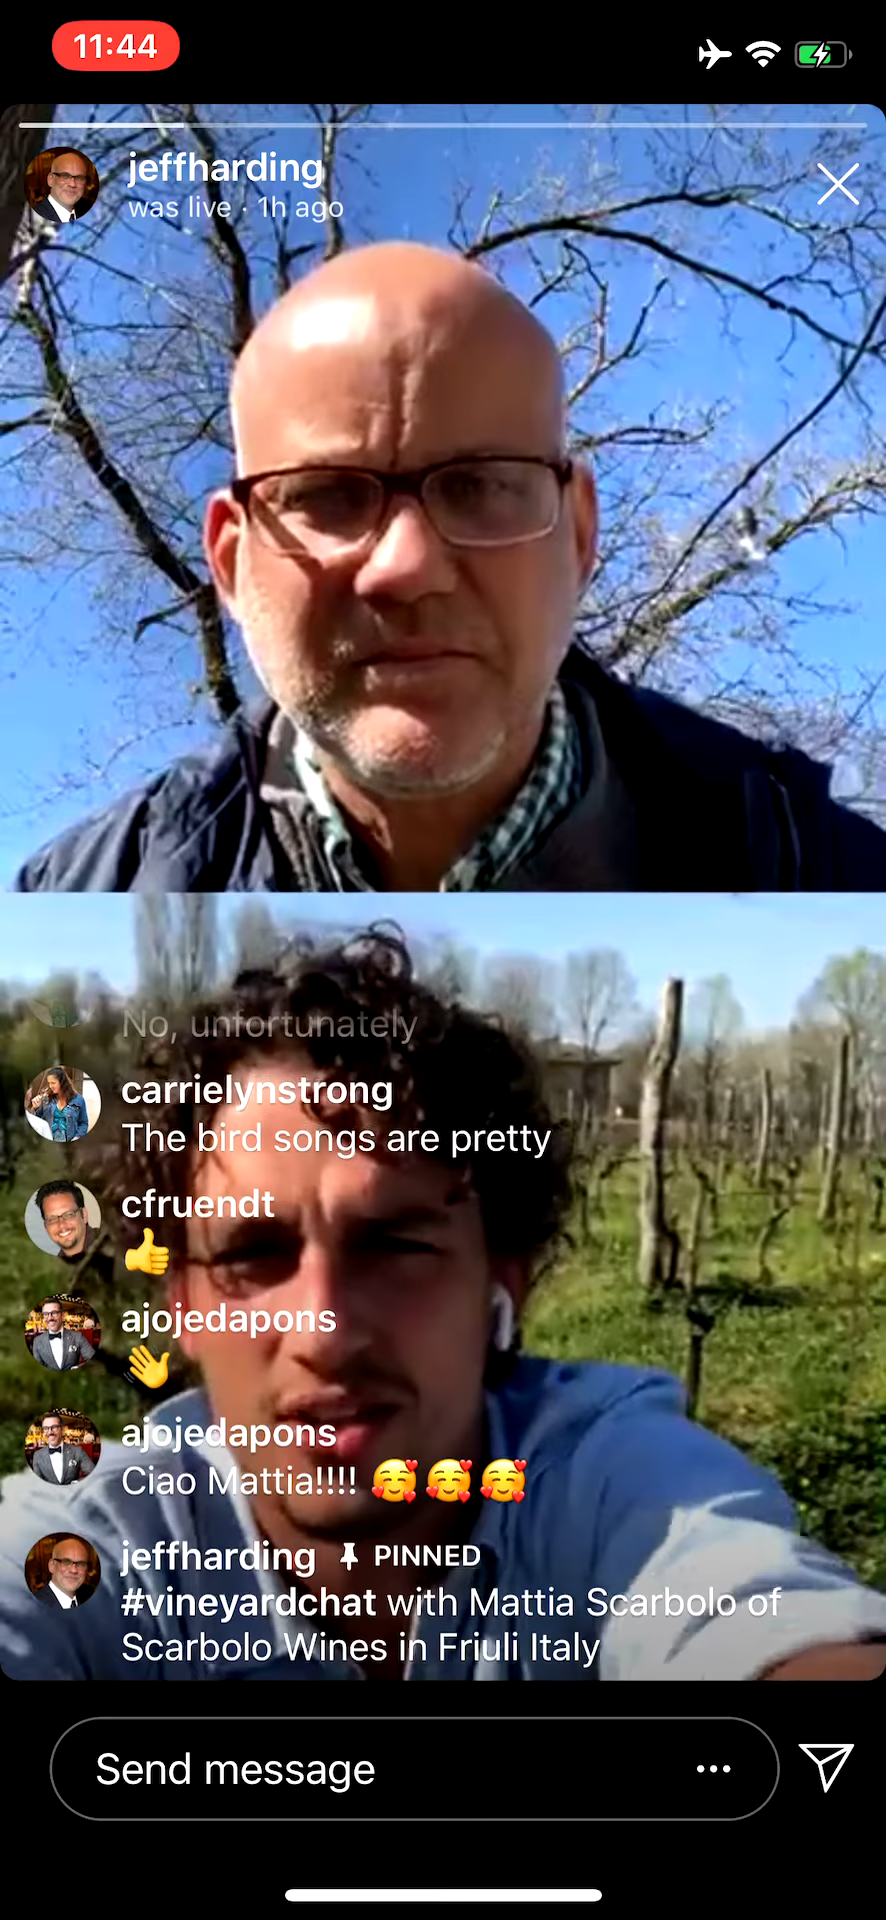 11:44
jeffharding
was live · 1h ago
No, unfortunately
carrielynstrong
The bird songs are pretty
cfruendt
👍
ajojedapons
👋
ajojedapons
Ciao Mattia!!!! 🥰🥰🥰
jeffharding PINNED
#vineyardchat with Mattia Scarbolo of
Scarbolo Wines in Friuli Italy
Send message